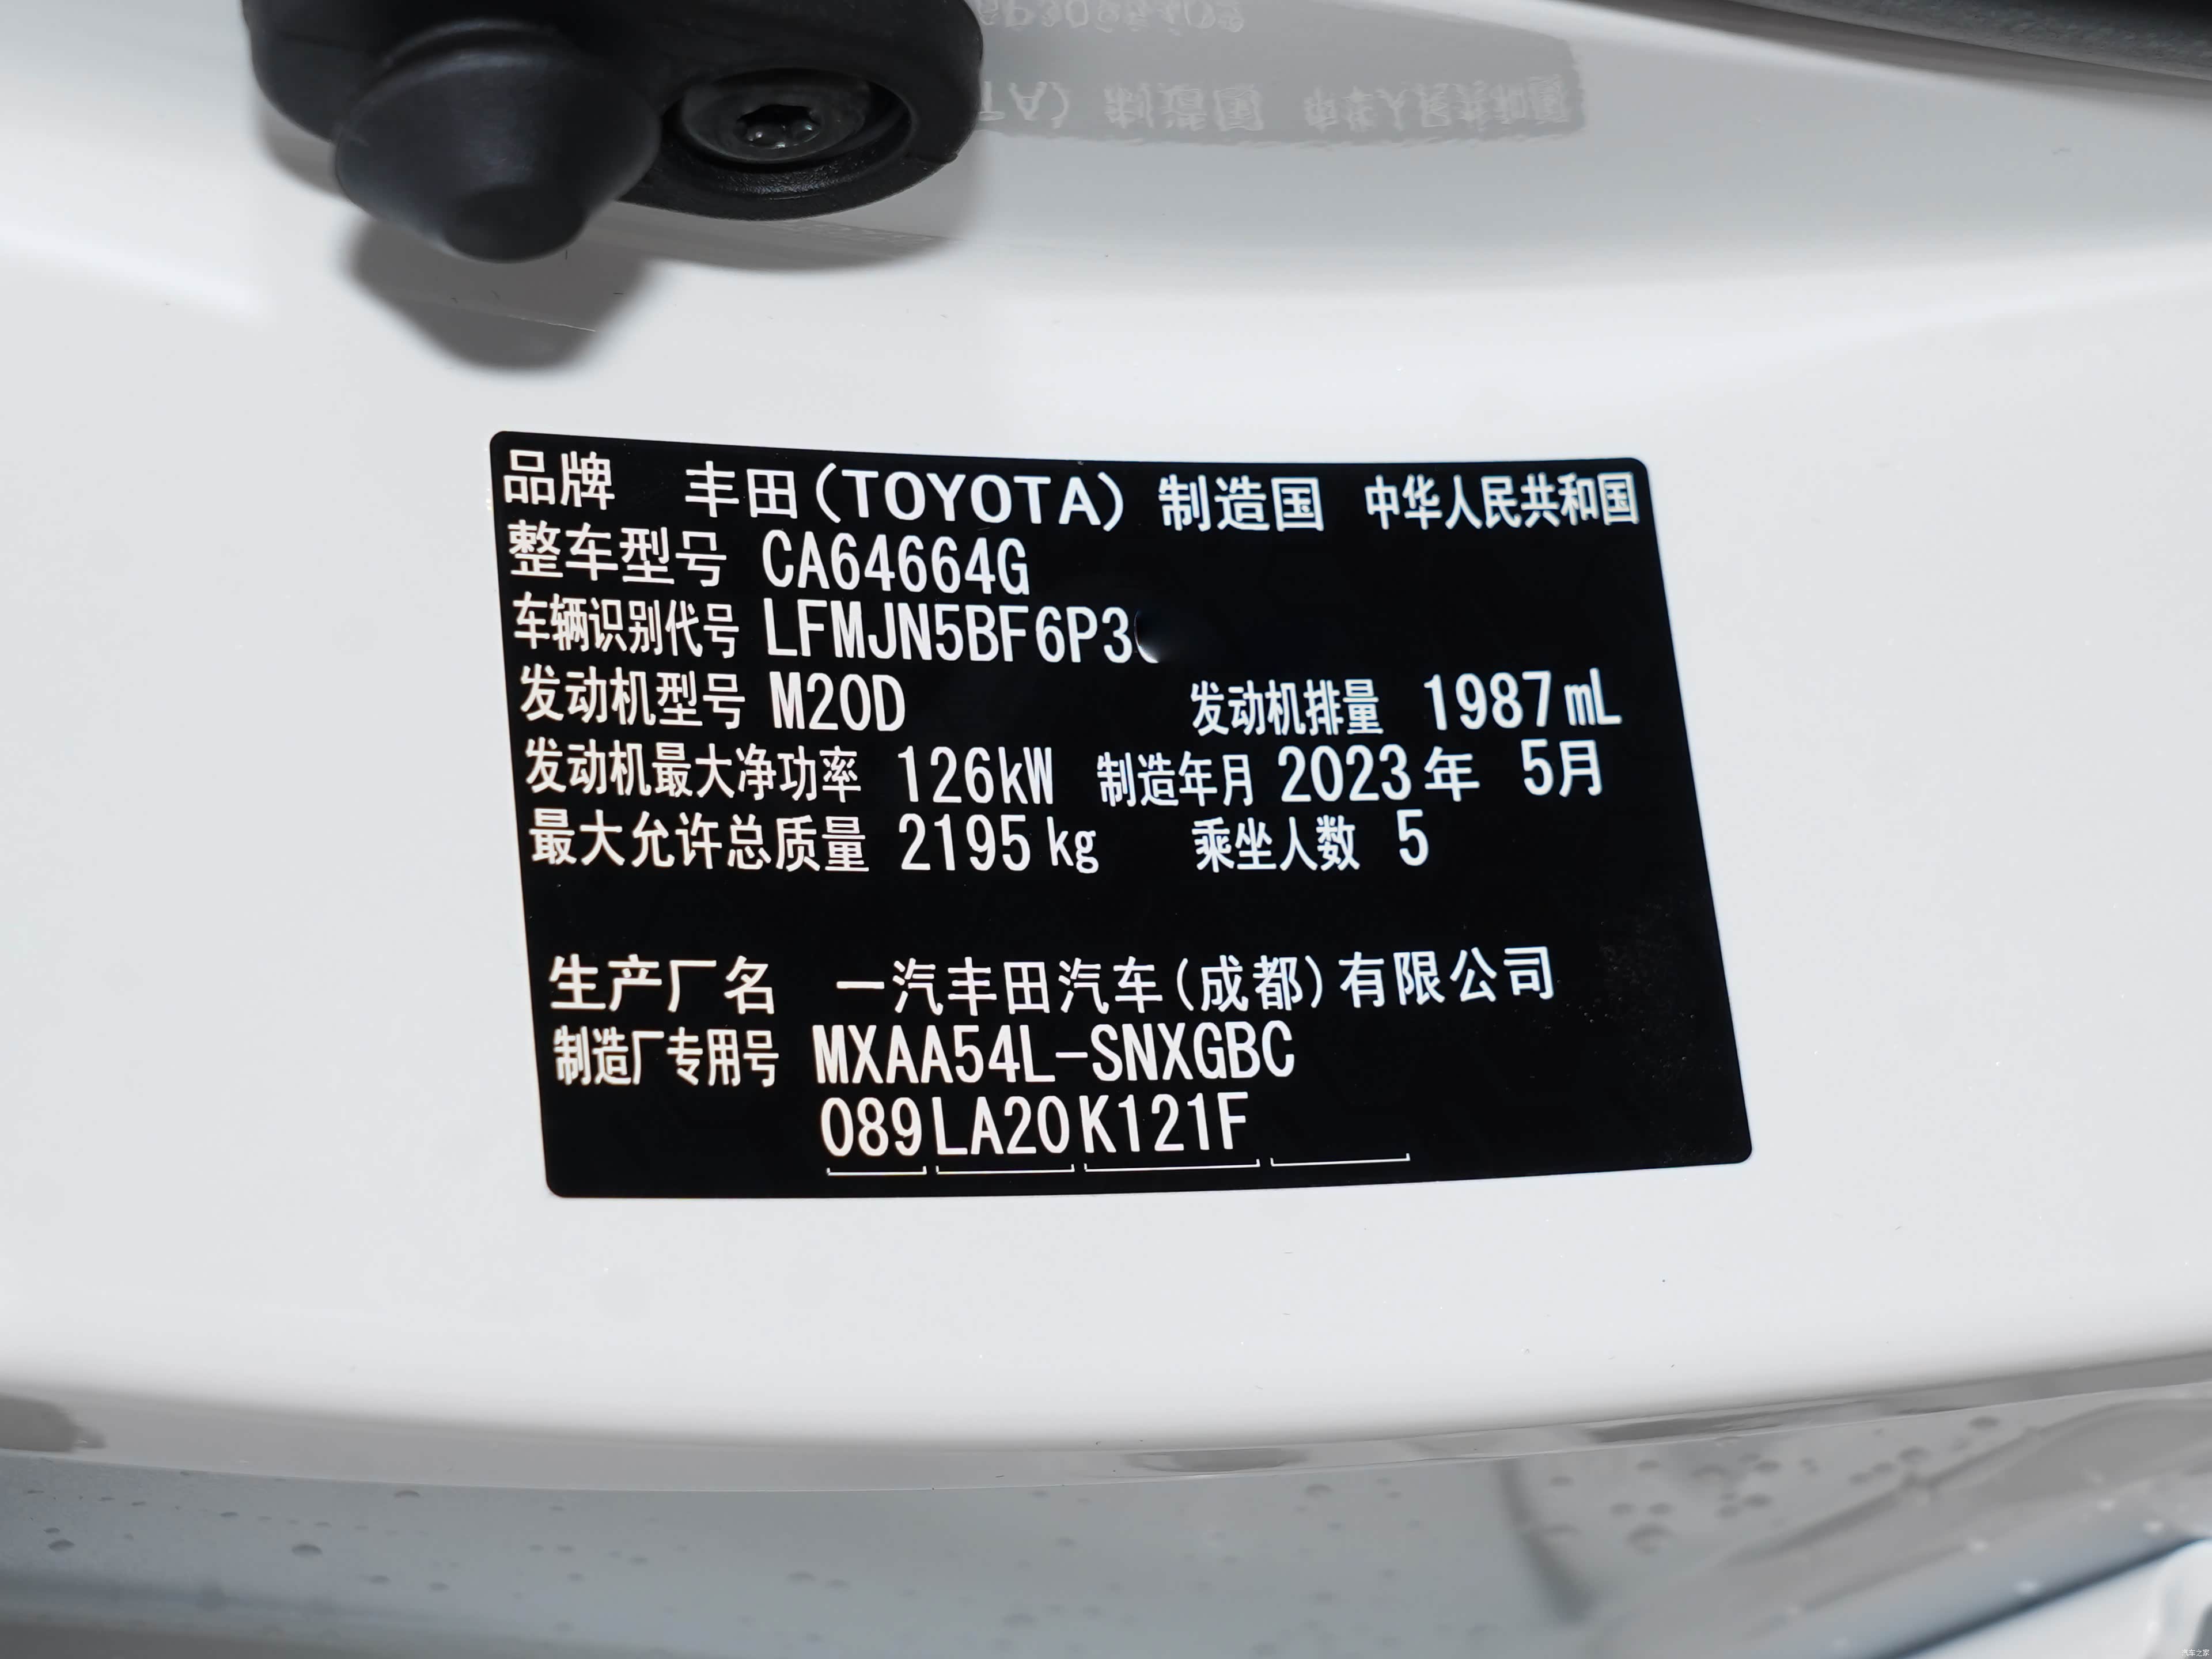 品牌 丰田(TOYOTA) 制造国 中华人民共和国
整车型号 CA64664G
车辆识别代号 LFMJN5BF6P3
发动机型号 M20D 发动机排量 1987mL
发动机最大净功率 126kW 制造年月 2023年 5月
最大允许总质量 2195kg 乘坐人数 5
生产厂名 一汽丰田汽车(成都)有限公司
制造厂专用号 MXAA54L-SNXGBC
089 LA20 K121F
汽车之家